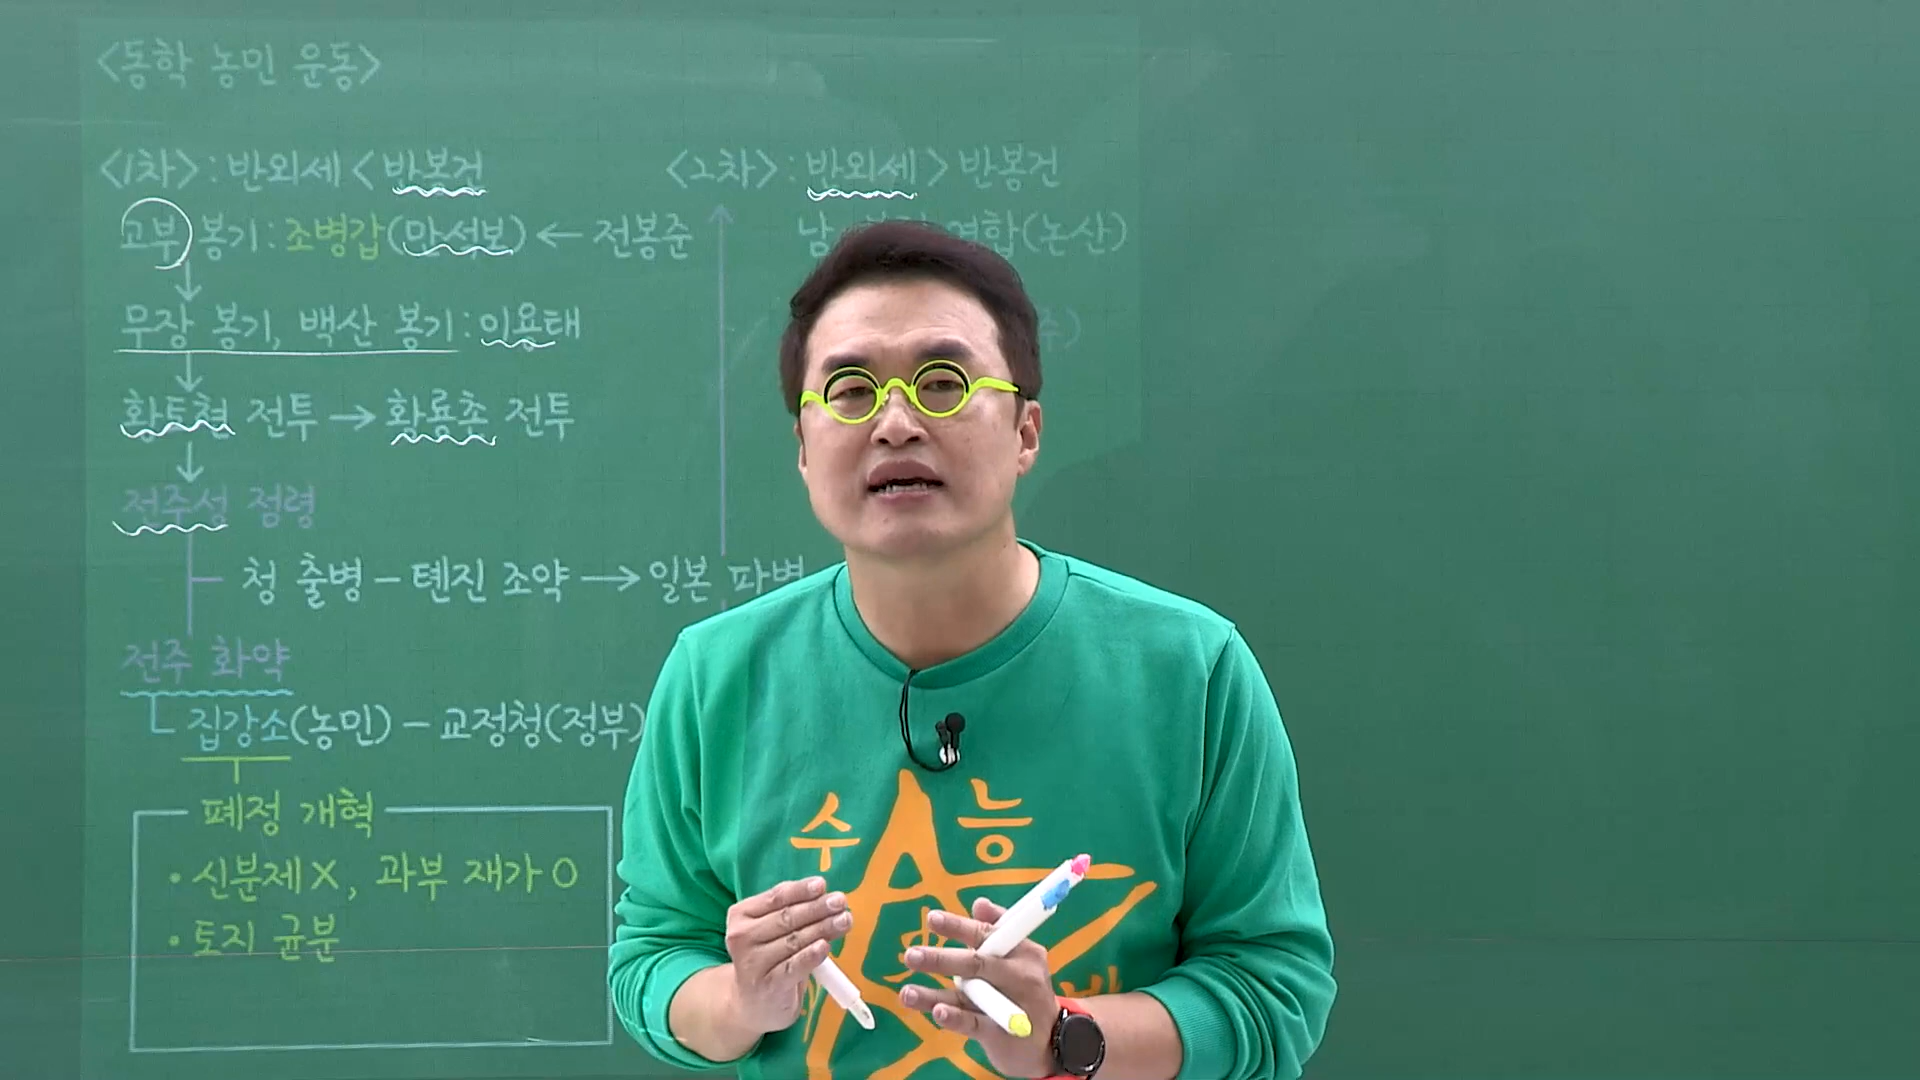 <동학 농민 운동>
<1차> : 반외세 < 반봉건
고부 봉기 : 조병갑(만석보) ← 전봉준
무장 봉기, 백산 봉기 : 이용태
황토현 전투 → 황룡촌 전투
전주성 점령
청 출병 - 톈진 조약 → 일본 파병
전주 화약
집강소(농민) - 교정청(정부)
폐정 개혁
• 신분제 X, 과부 재가 O
• 토지 균분
<2차> : 반외세 > 반봉건
남 연합(논산)
수능